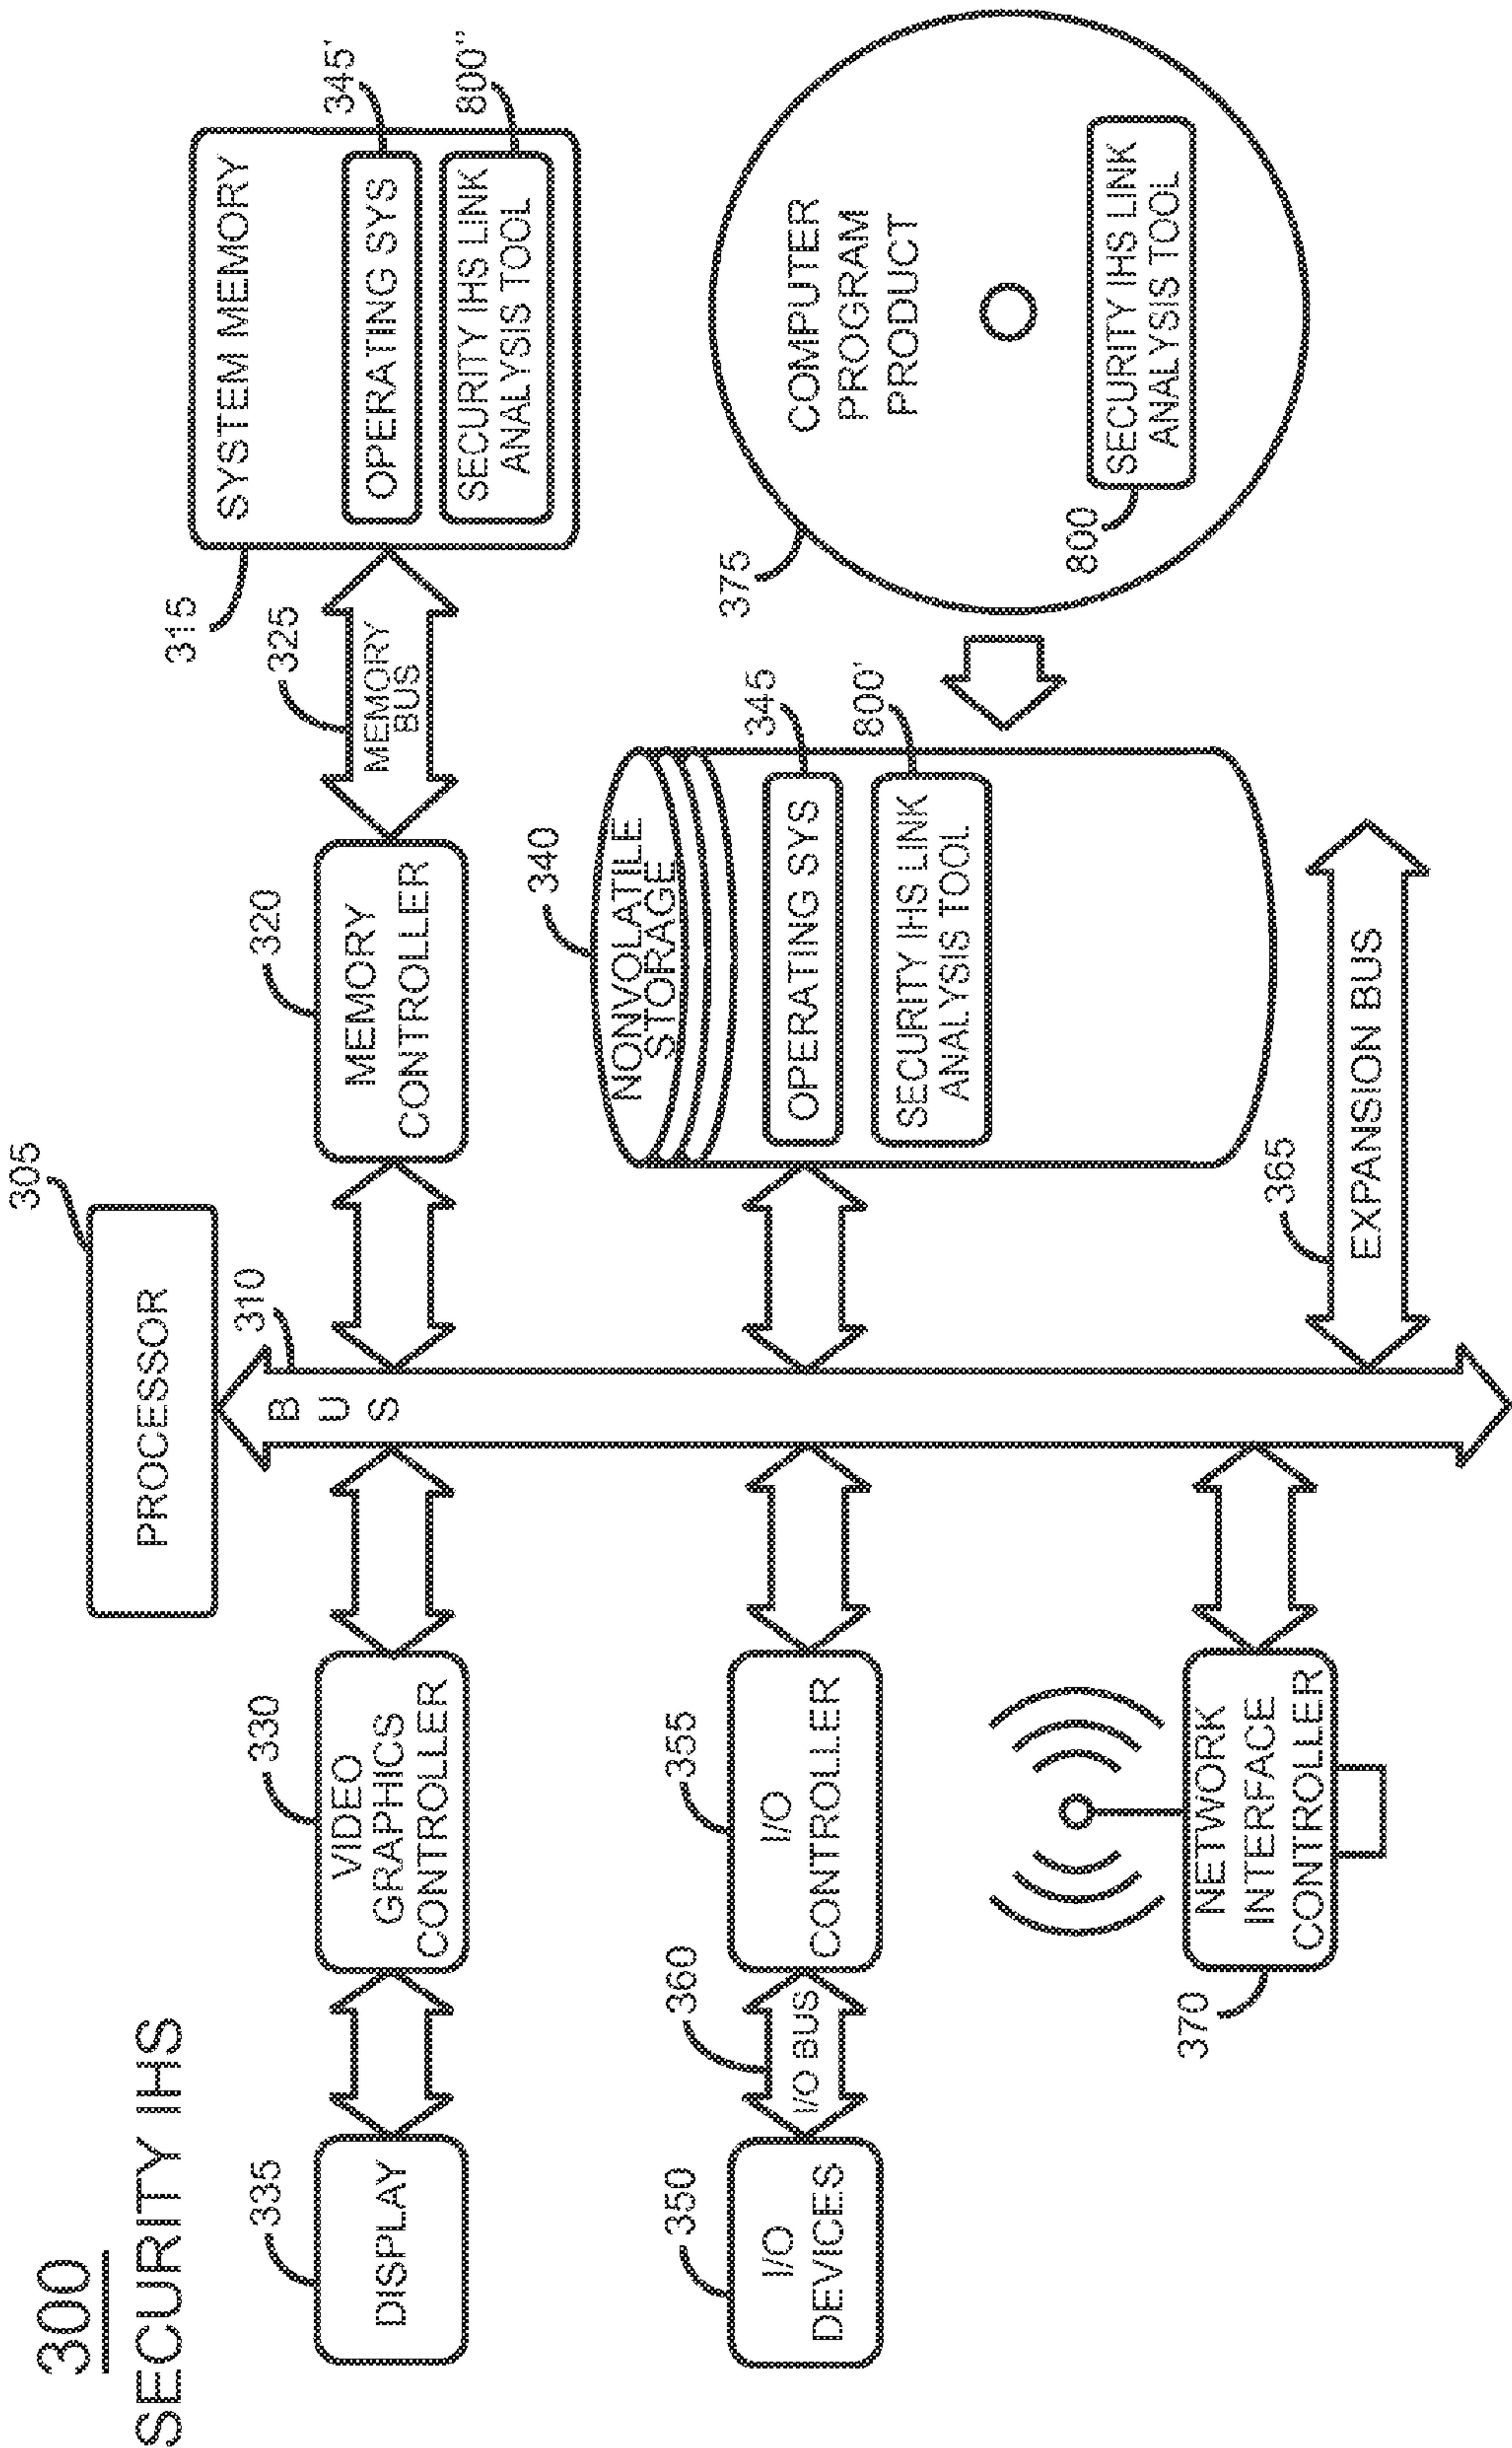 300
SECURITY IHS
305
PROCESSOR
310
B
U
S
335
DISPLAY
330
VIDEO
GRAPHICS
CONTROLLER
320
MEMORY
CONTROLLER
325
MEMORY
BUS
315
SYSTEM MEMORY
OPERATING SYS
345'
SECURITY IHS LINK
ANALYSIS TOOL
800"
350
I/O
DEVICES
360
I/O BUS
355
I/O
CONTROLLER
340
NONVOLATILE
STORAGE
OPERATING SYS
345
SECURITY IHS LINK
ANALYSIS TOOL
800'
375
COMPUTER
PROGRAM
PRODUCT
800
SECURITY IHS LINK
ANALYSIS TOOL
370
NETWORK
INTERFACE
CONTROLLER
365
EXPANSION BUS